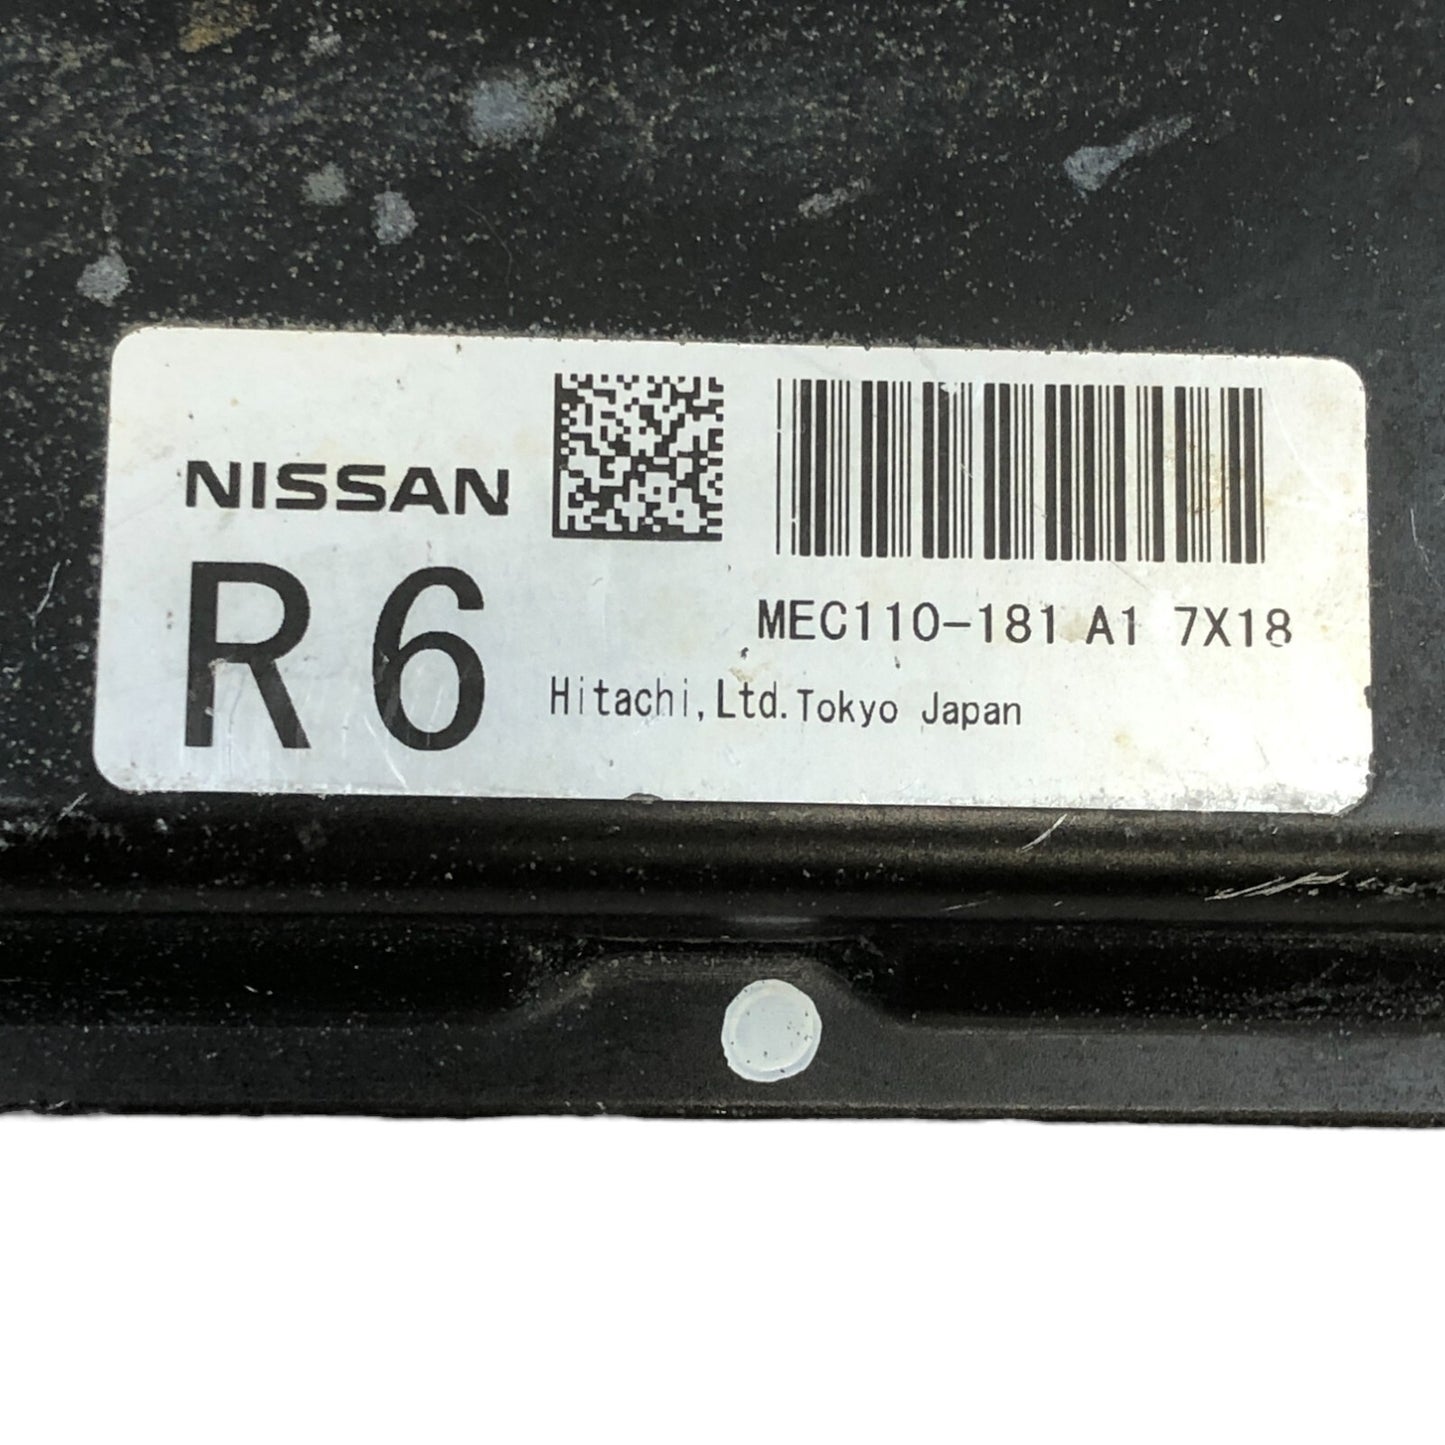 NISSAN
R6
MEC110-181 A1 7X18
Hitachi,Ltd.Tokyo Japan